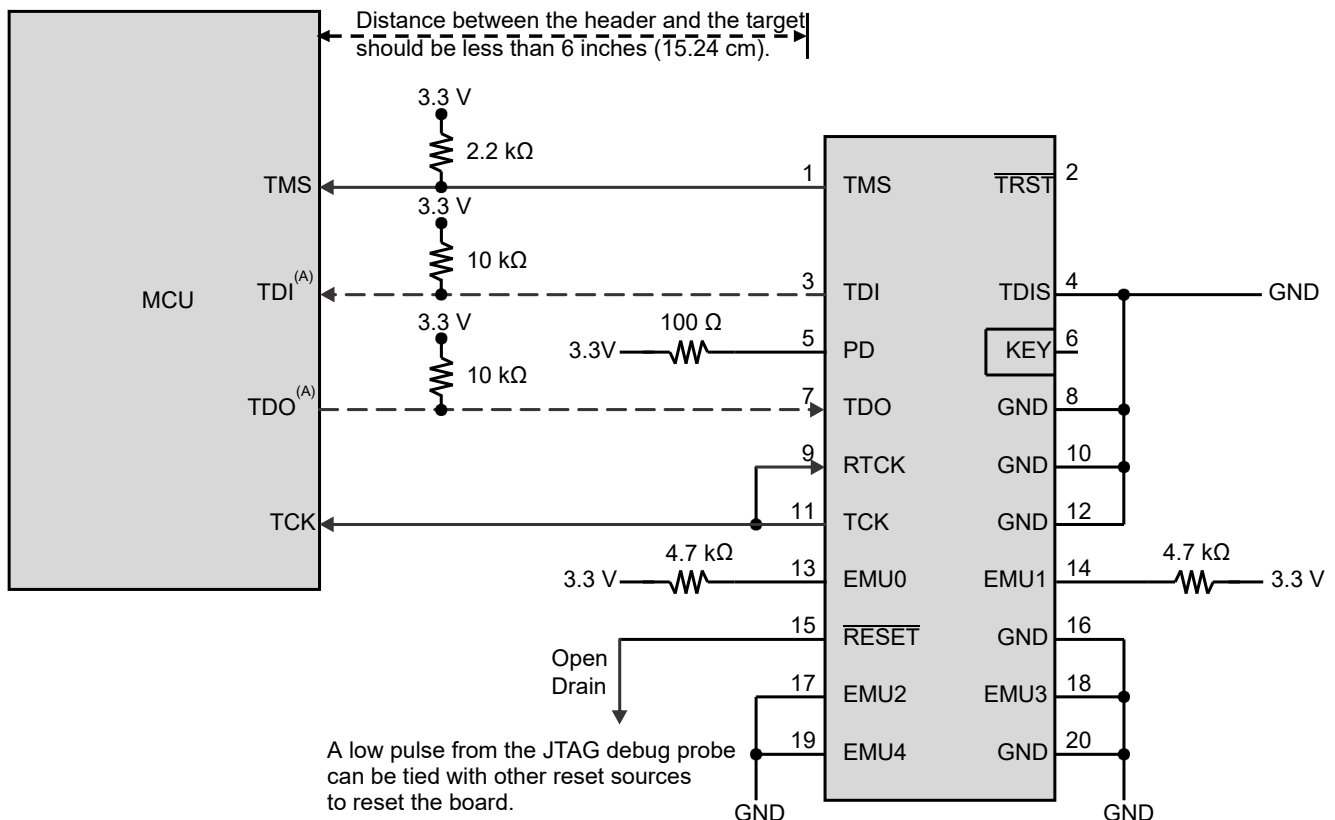 Distance between the header and the target
should be less than 6 inches (15.24 cm).
3.3 V
2.2 kΩ
TMS
1
TMS
TRST
2
3.3 V
10 kΩ
MCU
TDI(A)
3
TDI
TDIS
4
GND
3.3 V
10 kΩ
3.3V
100 Ω
5
PD
KEY
6
TDO(A)
7
TDO
GND
8
9
RTCK
GND
10
TCK
11
TCK
GND
12
3.3 V
4.7 kΩ
13
EMU0
EMU1
14
4.7 kΩ
3.3 V
15
RESET
GND
16
Open
Drain
17
EMU2
EMU3
18
A low pulse from the JTAG debug probe
can be tied with other reset sources
to reset the board.
19
EMU4
GND
20
GND
GND